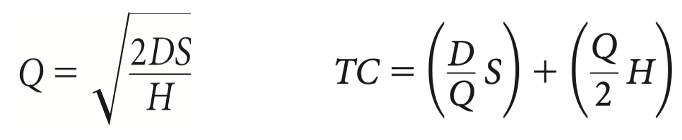 Q = √(2DS/H)
TC = (D/Q S) + (Q/2 H)